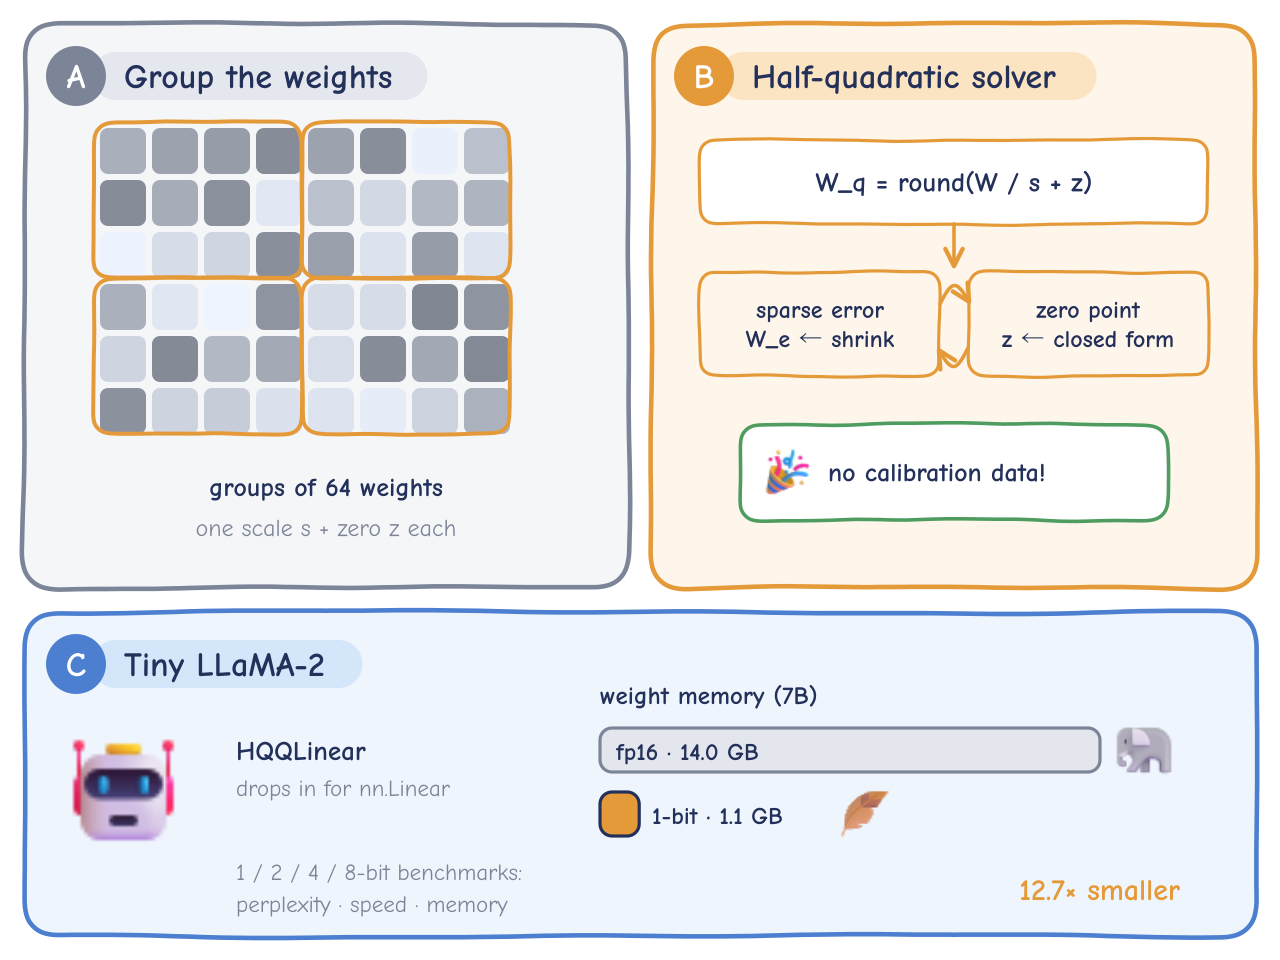 A
Group the weights
groups of 64 weights
one scale s + zero z each
B
Half-quadratic solver
W_q = round(W / s + z)
sparse error
W_e ← shrink
zero point
z ← closed form
no calibration data!
C
Tiny LLaMA-2
HQQLinear
drops in for nn.Linear
1 / 2 / 4 / 8-bit benchmarks:
perplexity · speed · memory
weight memory (7B)
fp16 · 14.0 GB
1-bit · 1.1 GB
12.7× smaller